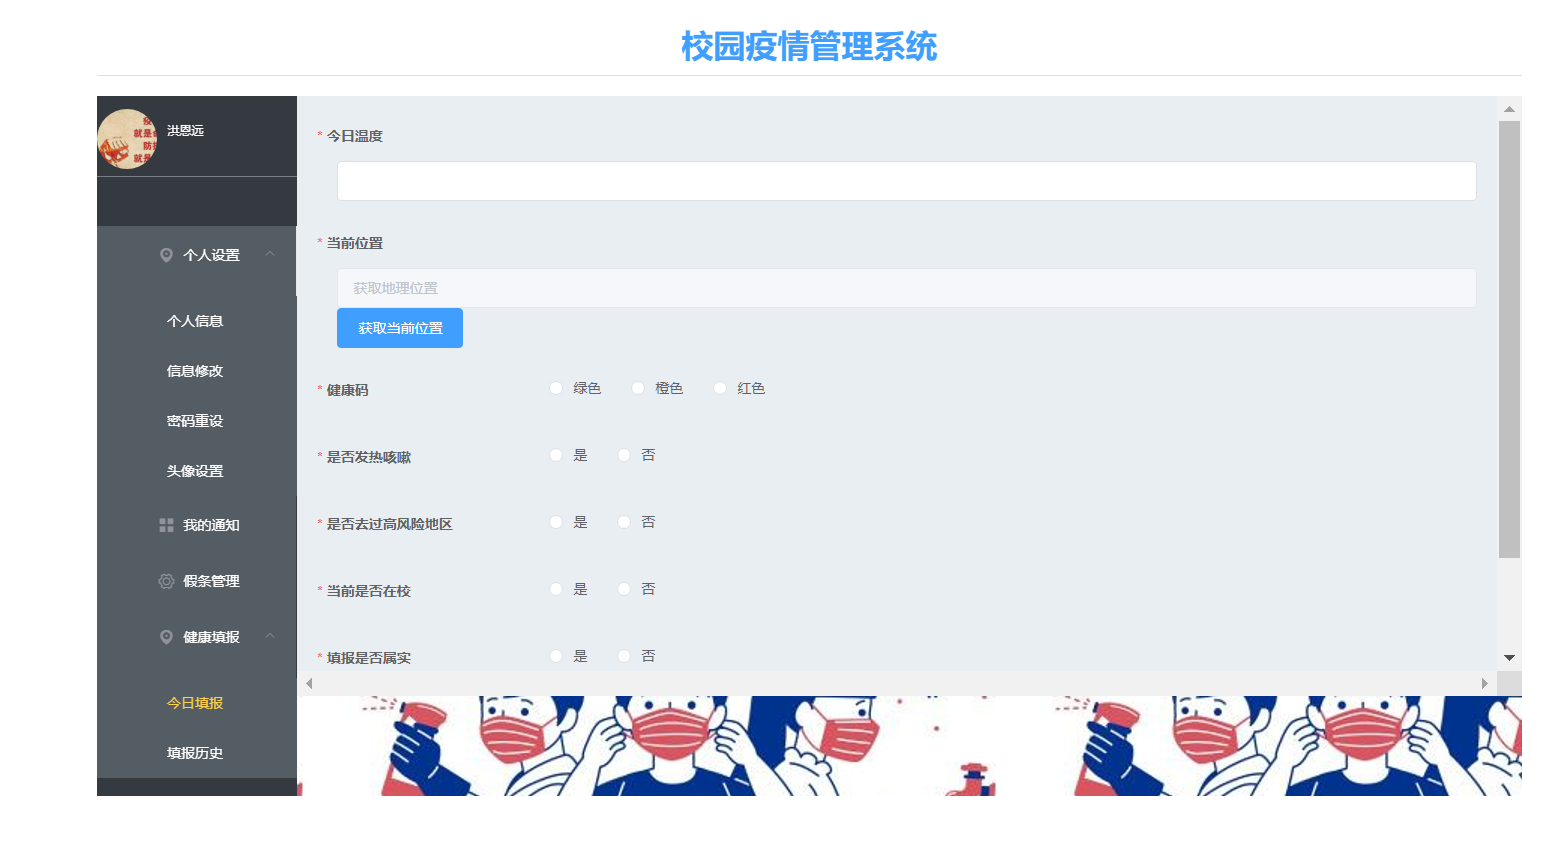 校园疫情管理系统
洪恩远
个人设置
个人信息
信息修改
密码重设
头像设置
我的通知
假条管理
健康填报
今日填报
填报历史
* 今日温度
* 当前位置
获取地理位置
获取当前位置
* 健康码 绿色 橙色 红色
* 是否发热咳嗽 是 否
* 是否去过高风险地区 是 否
* 当前是否在校 是 否
* 填报是否属实 是 否